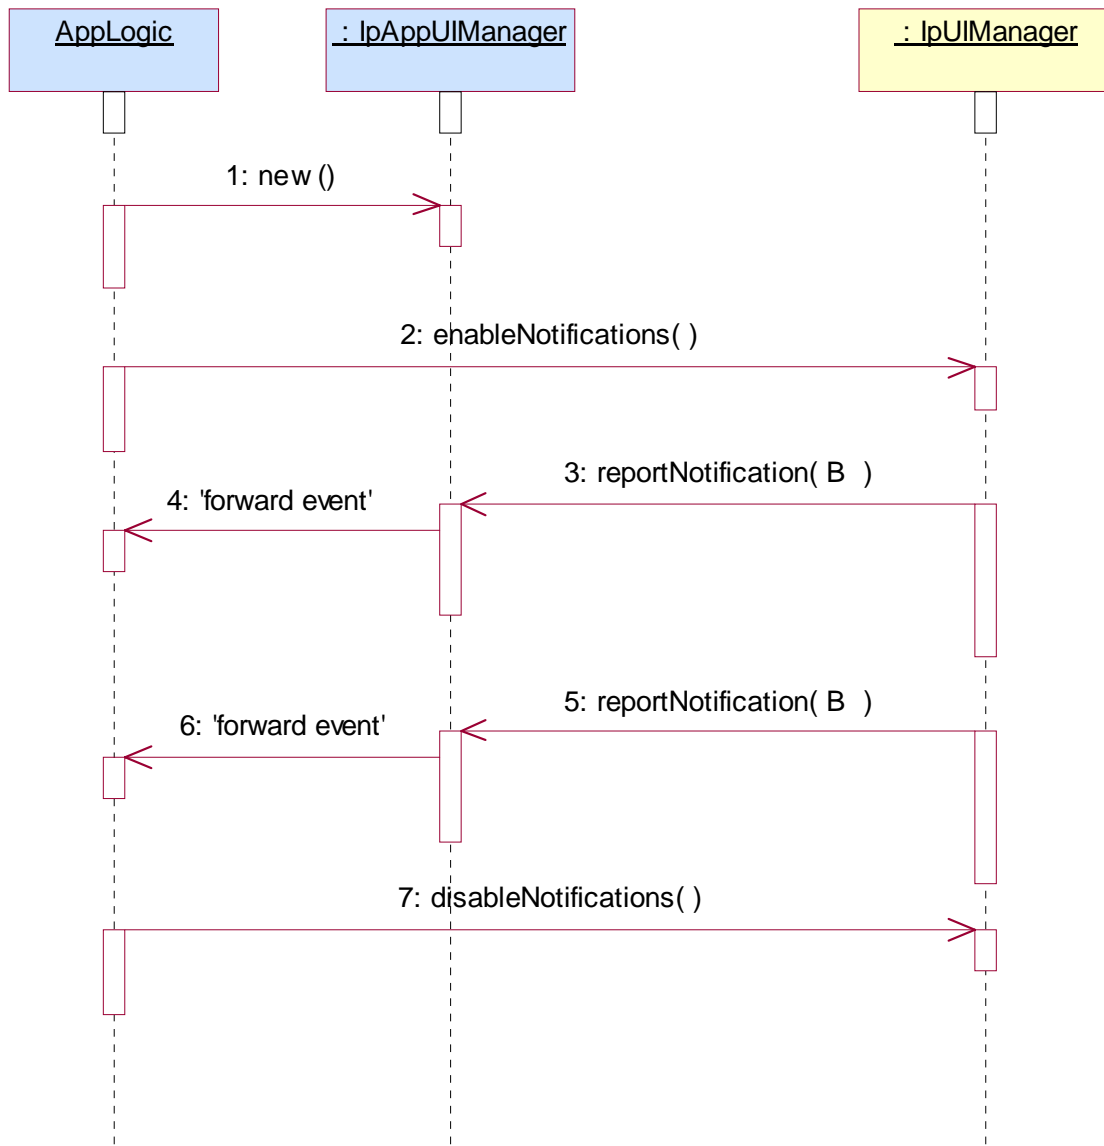 AppLogic
: IpAppUIManager
: IpUIManager
1: new ()
2: enableNotifications( )
3: reportNotification( B )
4: 'forward event'
5: reportNotification( B )
6: 'forward event'
7: disableNotifications( )